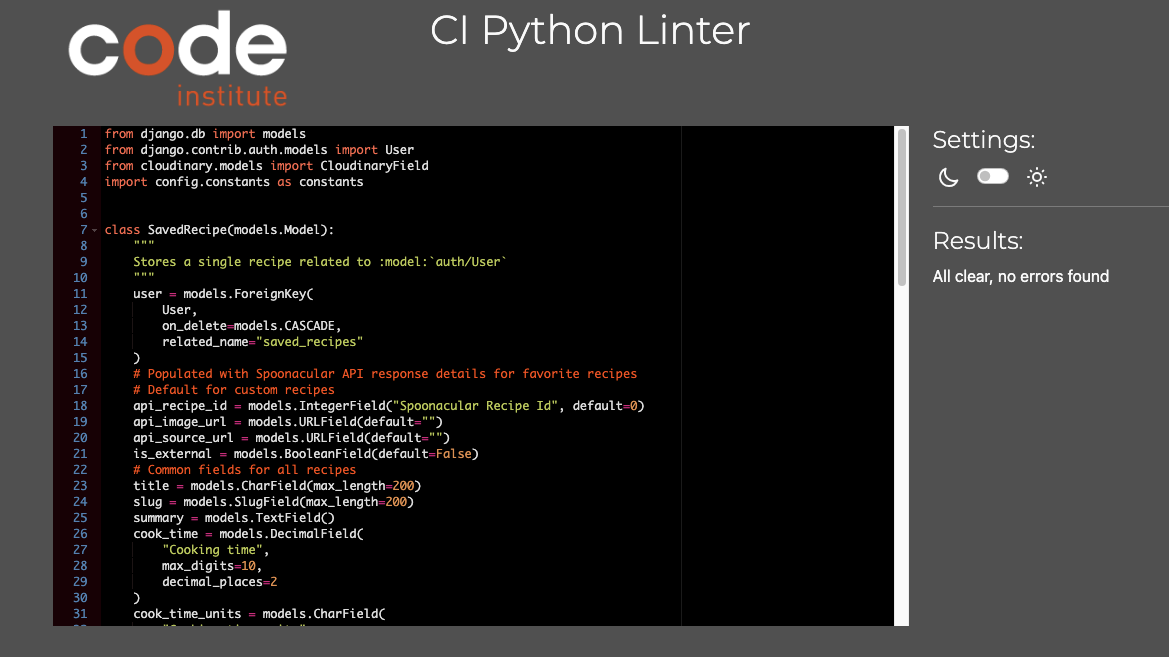 code
institute
CI Python Linter
1 from django.db import models
2 from django.contrib.auth.models import User
3 from cloudinary.models import CloudinaryField
4 import config.constants as constants
5
6
7 class SavedRecipe(models.Model):
8     """
9     Stores a single recipe related to :model:`auth/User`
10     """
11     user = models.ForeignKey(
12         User,
13         on_delete=models.CASCADE,
14         related_name="saved_recipes"
15     )
16     # Populated with Spoonacular API response details for favorite recipes
17     # Default for custom recipes
18     api_recipe_id = models.IntegerField("Spoonacular Recipe Id", default=0)
19     api_image_url = models.URLField(default="")
20     api_source_url = models.URLField(default="")
21     is_external = models.BooleanField(default=False)
22     # Common fields for all recipes
23     title = models.CharField(max_length=200)
24     slug = models.SlugField(max_length=200)
25     summary = models.TextField()
26     cook_time = models.DecimalField(
27         "Cooking time",
28         max_digits=10,
29         decimal_places=2
30     )
31     cook_time_units = models.CharField(
Settings:
Results:
All clear, no errors found